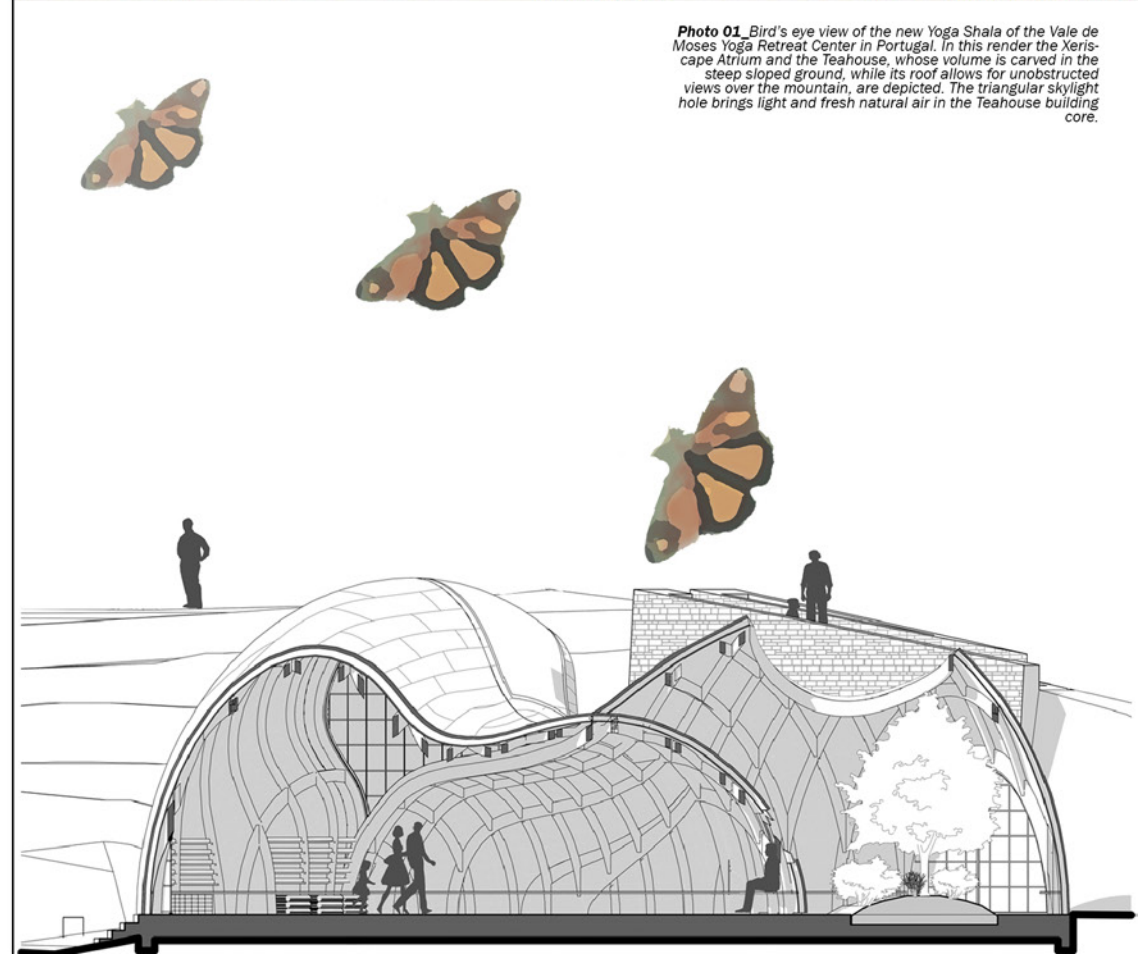 Photo 01_Bird's eye view of the new Yoga Shala of the Vale de
Moses Yoga Retreat Center in Portugal. In this render the Xeris-
cape Atrium and the Teahouse, whose volume is carved in the
steep sloped ground, while its roof allows for unobstructed
views over the mountain, are depicted. The triangular skylight
hole brings light and fresh natural air in the Teahouse building
core.